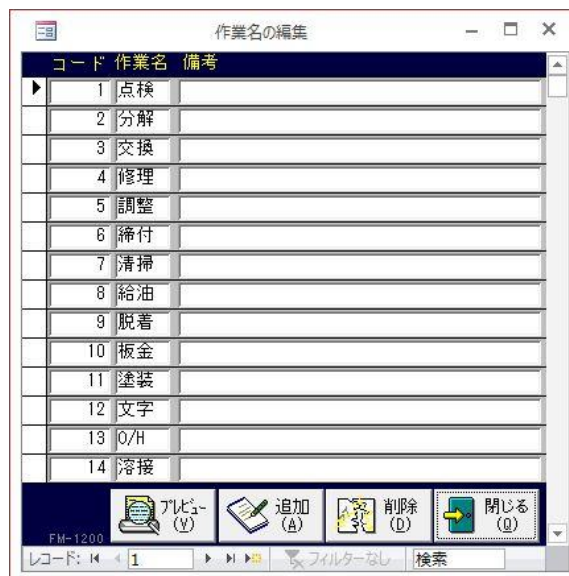 作業名の編集
コード 作業名 備考
1 点検
2 分解
3 交換
4 修理
5 調整
6 締付
7 清掃
8 給油
9 脱着
10 板金
11 塗装
12 文字
13 O/H
14 溶接
ﾌﾟﾚﾋﾞｭｰ(V) 追加(A) 削除(D) 閉じる(Q)
FM-1200
レコード: 1 フィルターなし 検索